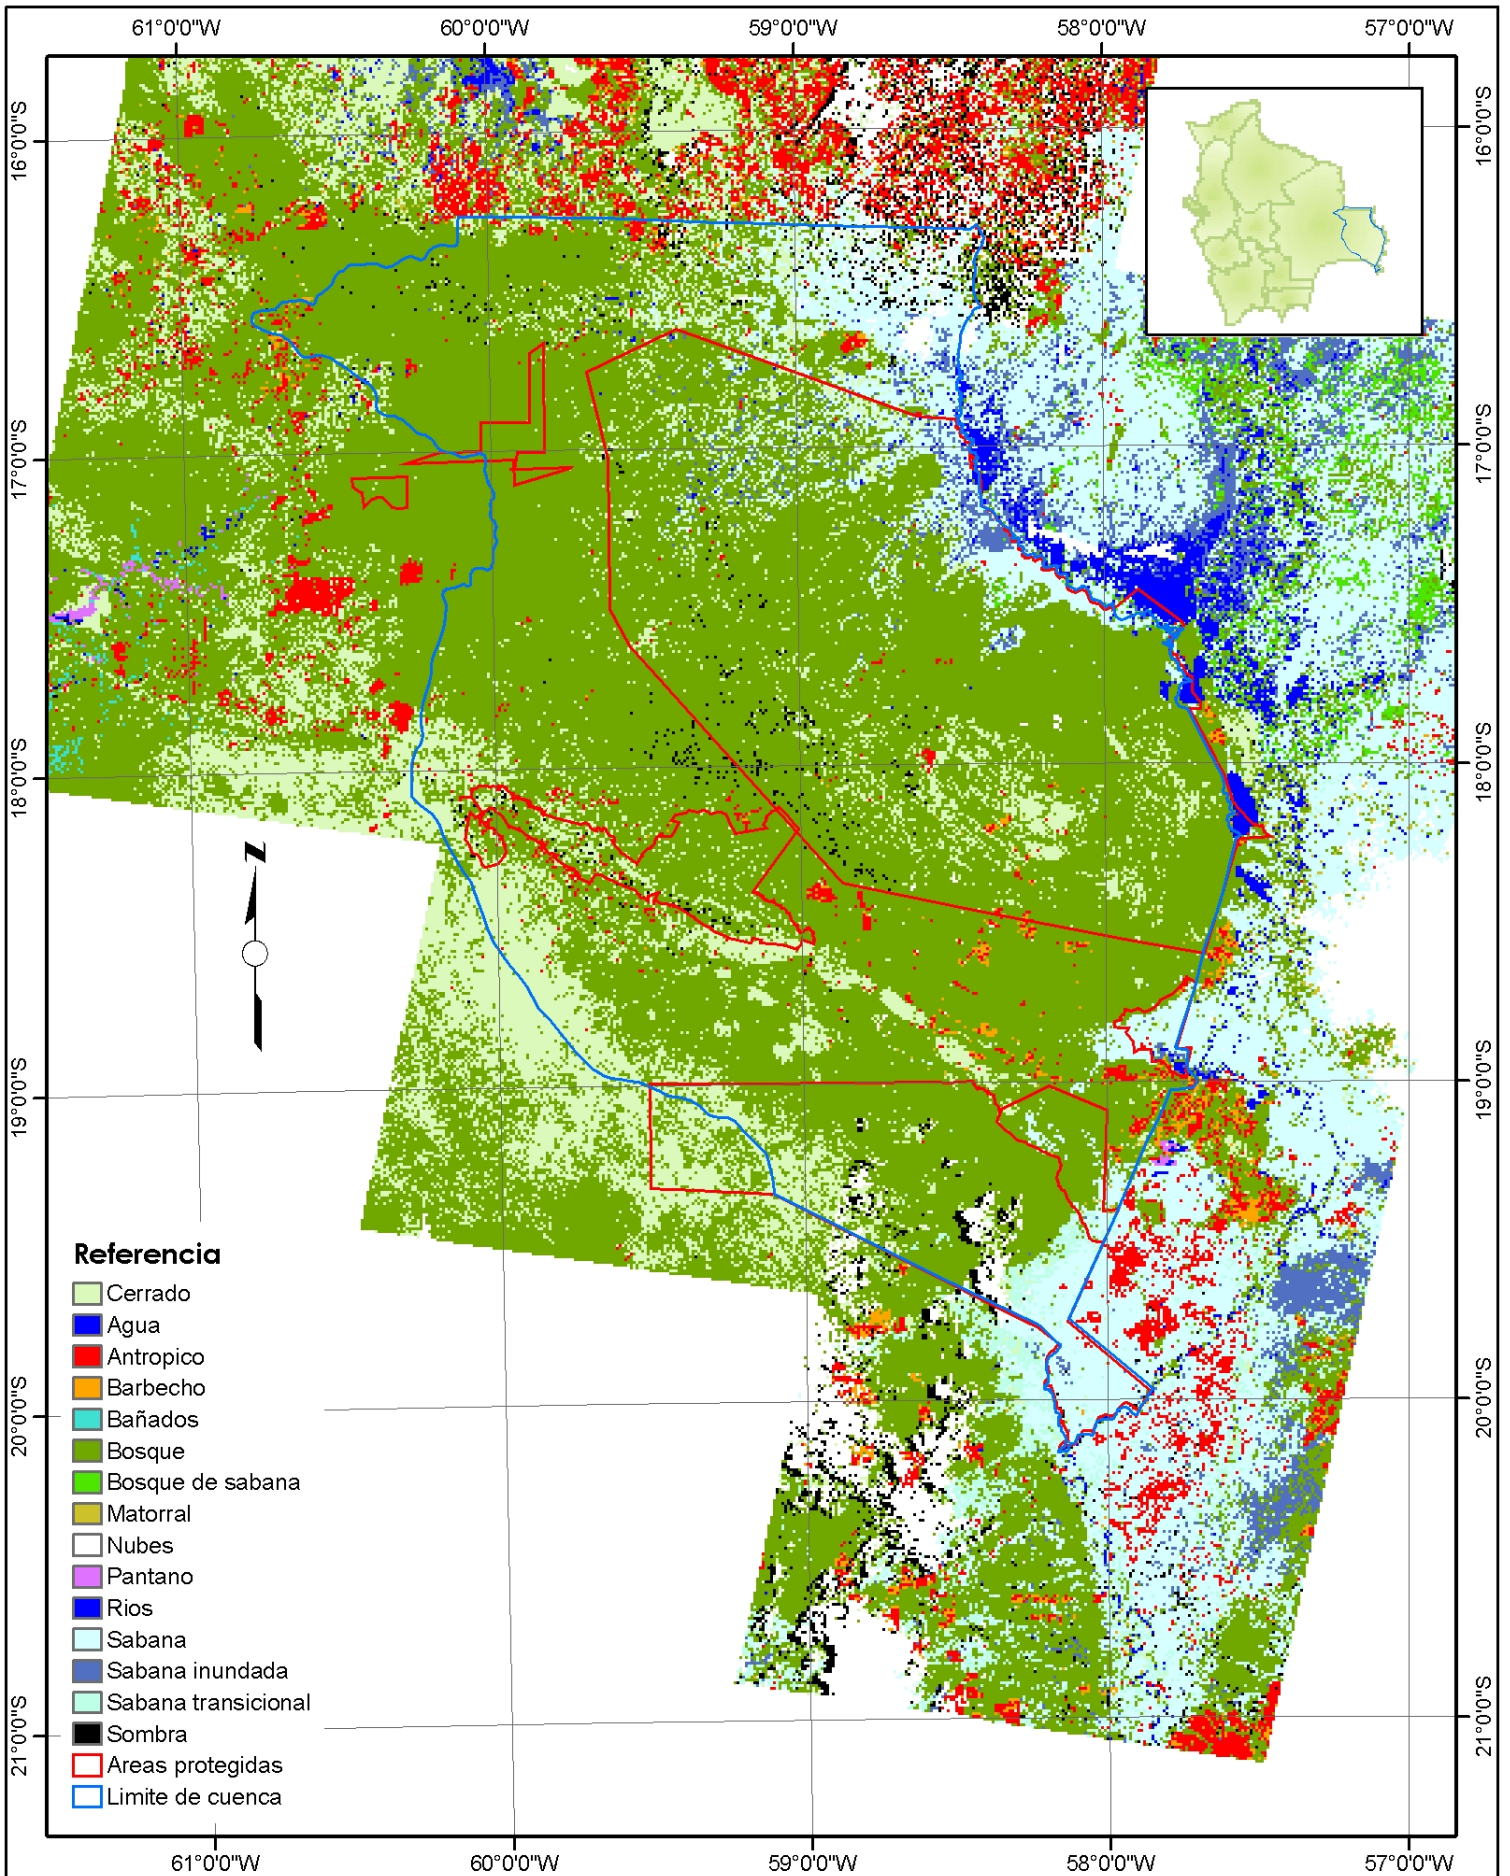 61°0'0"W 60°0'0"W 59°0'0"W 58°0'0"W 57°0'0"W
16°0'0"S 16°0'0"S
17°0'0"S 17°0'0"S
18°0'0"S 18°0'0"S
N
19°0'0"S 19°0'0"S
Referencia
Cerrado
Agua
Antropico
Barbecho
Bañados
Bosque
Bosque de sabana
Matorral
Nubes
Pantano
Rios
Sabana
Sabana inundada
Sabana transicional
Sombra
Areas protegidas
Limite de cuenca
20°0'0"S 20°0'0"S
21°0'0"S 21°0'0"S
61°0'0"W 60°0'0"W 59°0'0"W 58°0'0"W 57°0'0"W